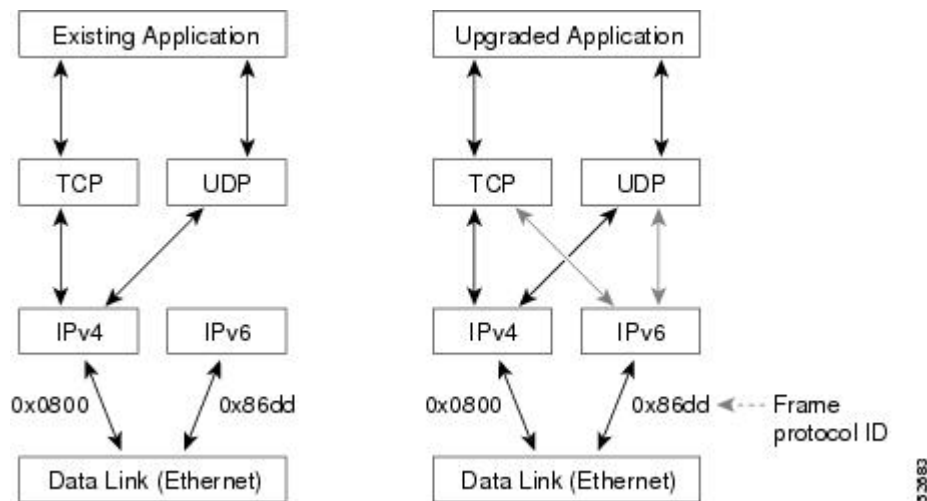 Existing Application
Upgraded Application
TCP
UDP
TCP
UDP
IPv4
IPv6
IPv4
IPv6
0x0800
0x86dd
0x0800
0x86dd
Frame
protocol ID
Data Link (Ethernet)
Data Link (Ethernet)
52683